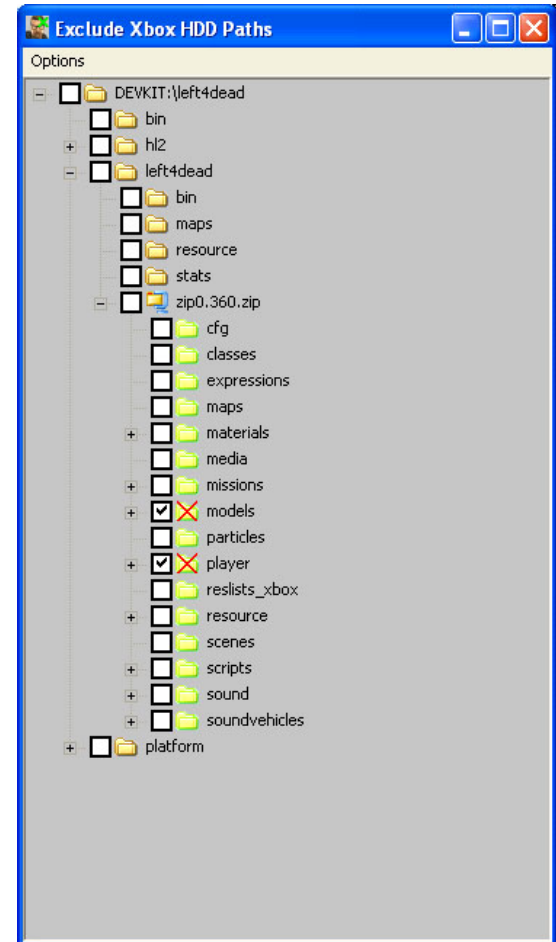 Exclude Xbox HDD Paths
Options
DEVKIT:\left4dead
bin
hl2
left4dead
bin
maps
resource
stats
zip0.360.zip
cfg
classes
expressions
maps
materials
media
missions
models
particles
player
reslists_xbox
resource
scenes
scripts
sound
soundvehicles
platform